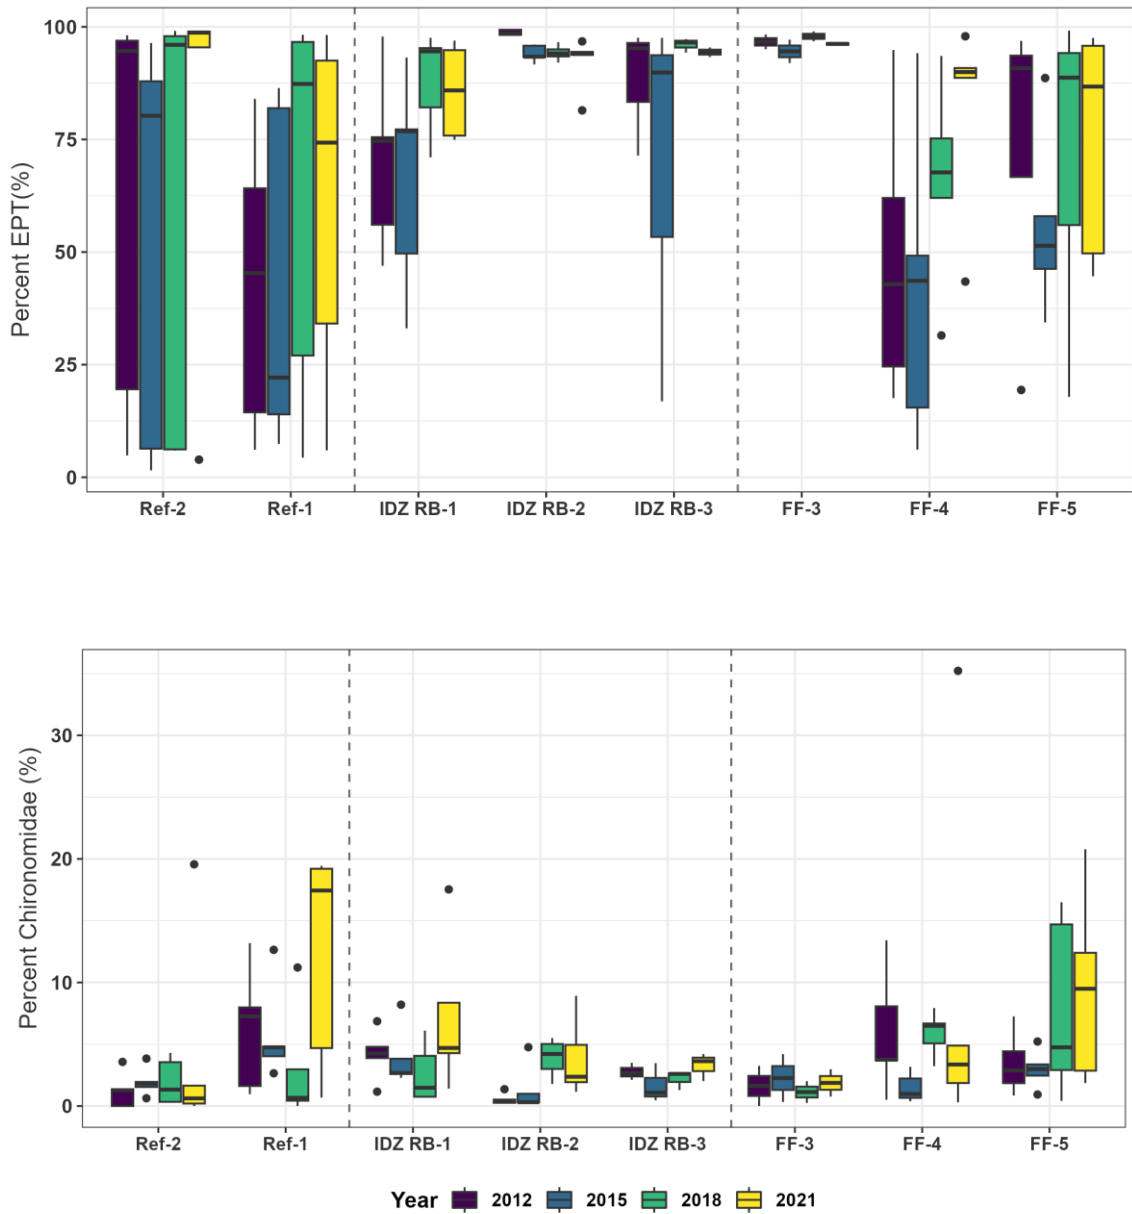 100
75
50
25
0
Percent EPT(%)
Ref-2 Ref-1 IDZ RB-1 IDZ RB-2 IDZ RB-3 FF-3 FF-4 FF-5
30
20
10
0
Percent Chironomidae (%)
Ref-2 Ref-1 IDZ RB-1 IDZ RB-2 IDZ RB-3 FF-3 FF-4 FF-5
Year 2012 2015 2018 2021